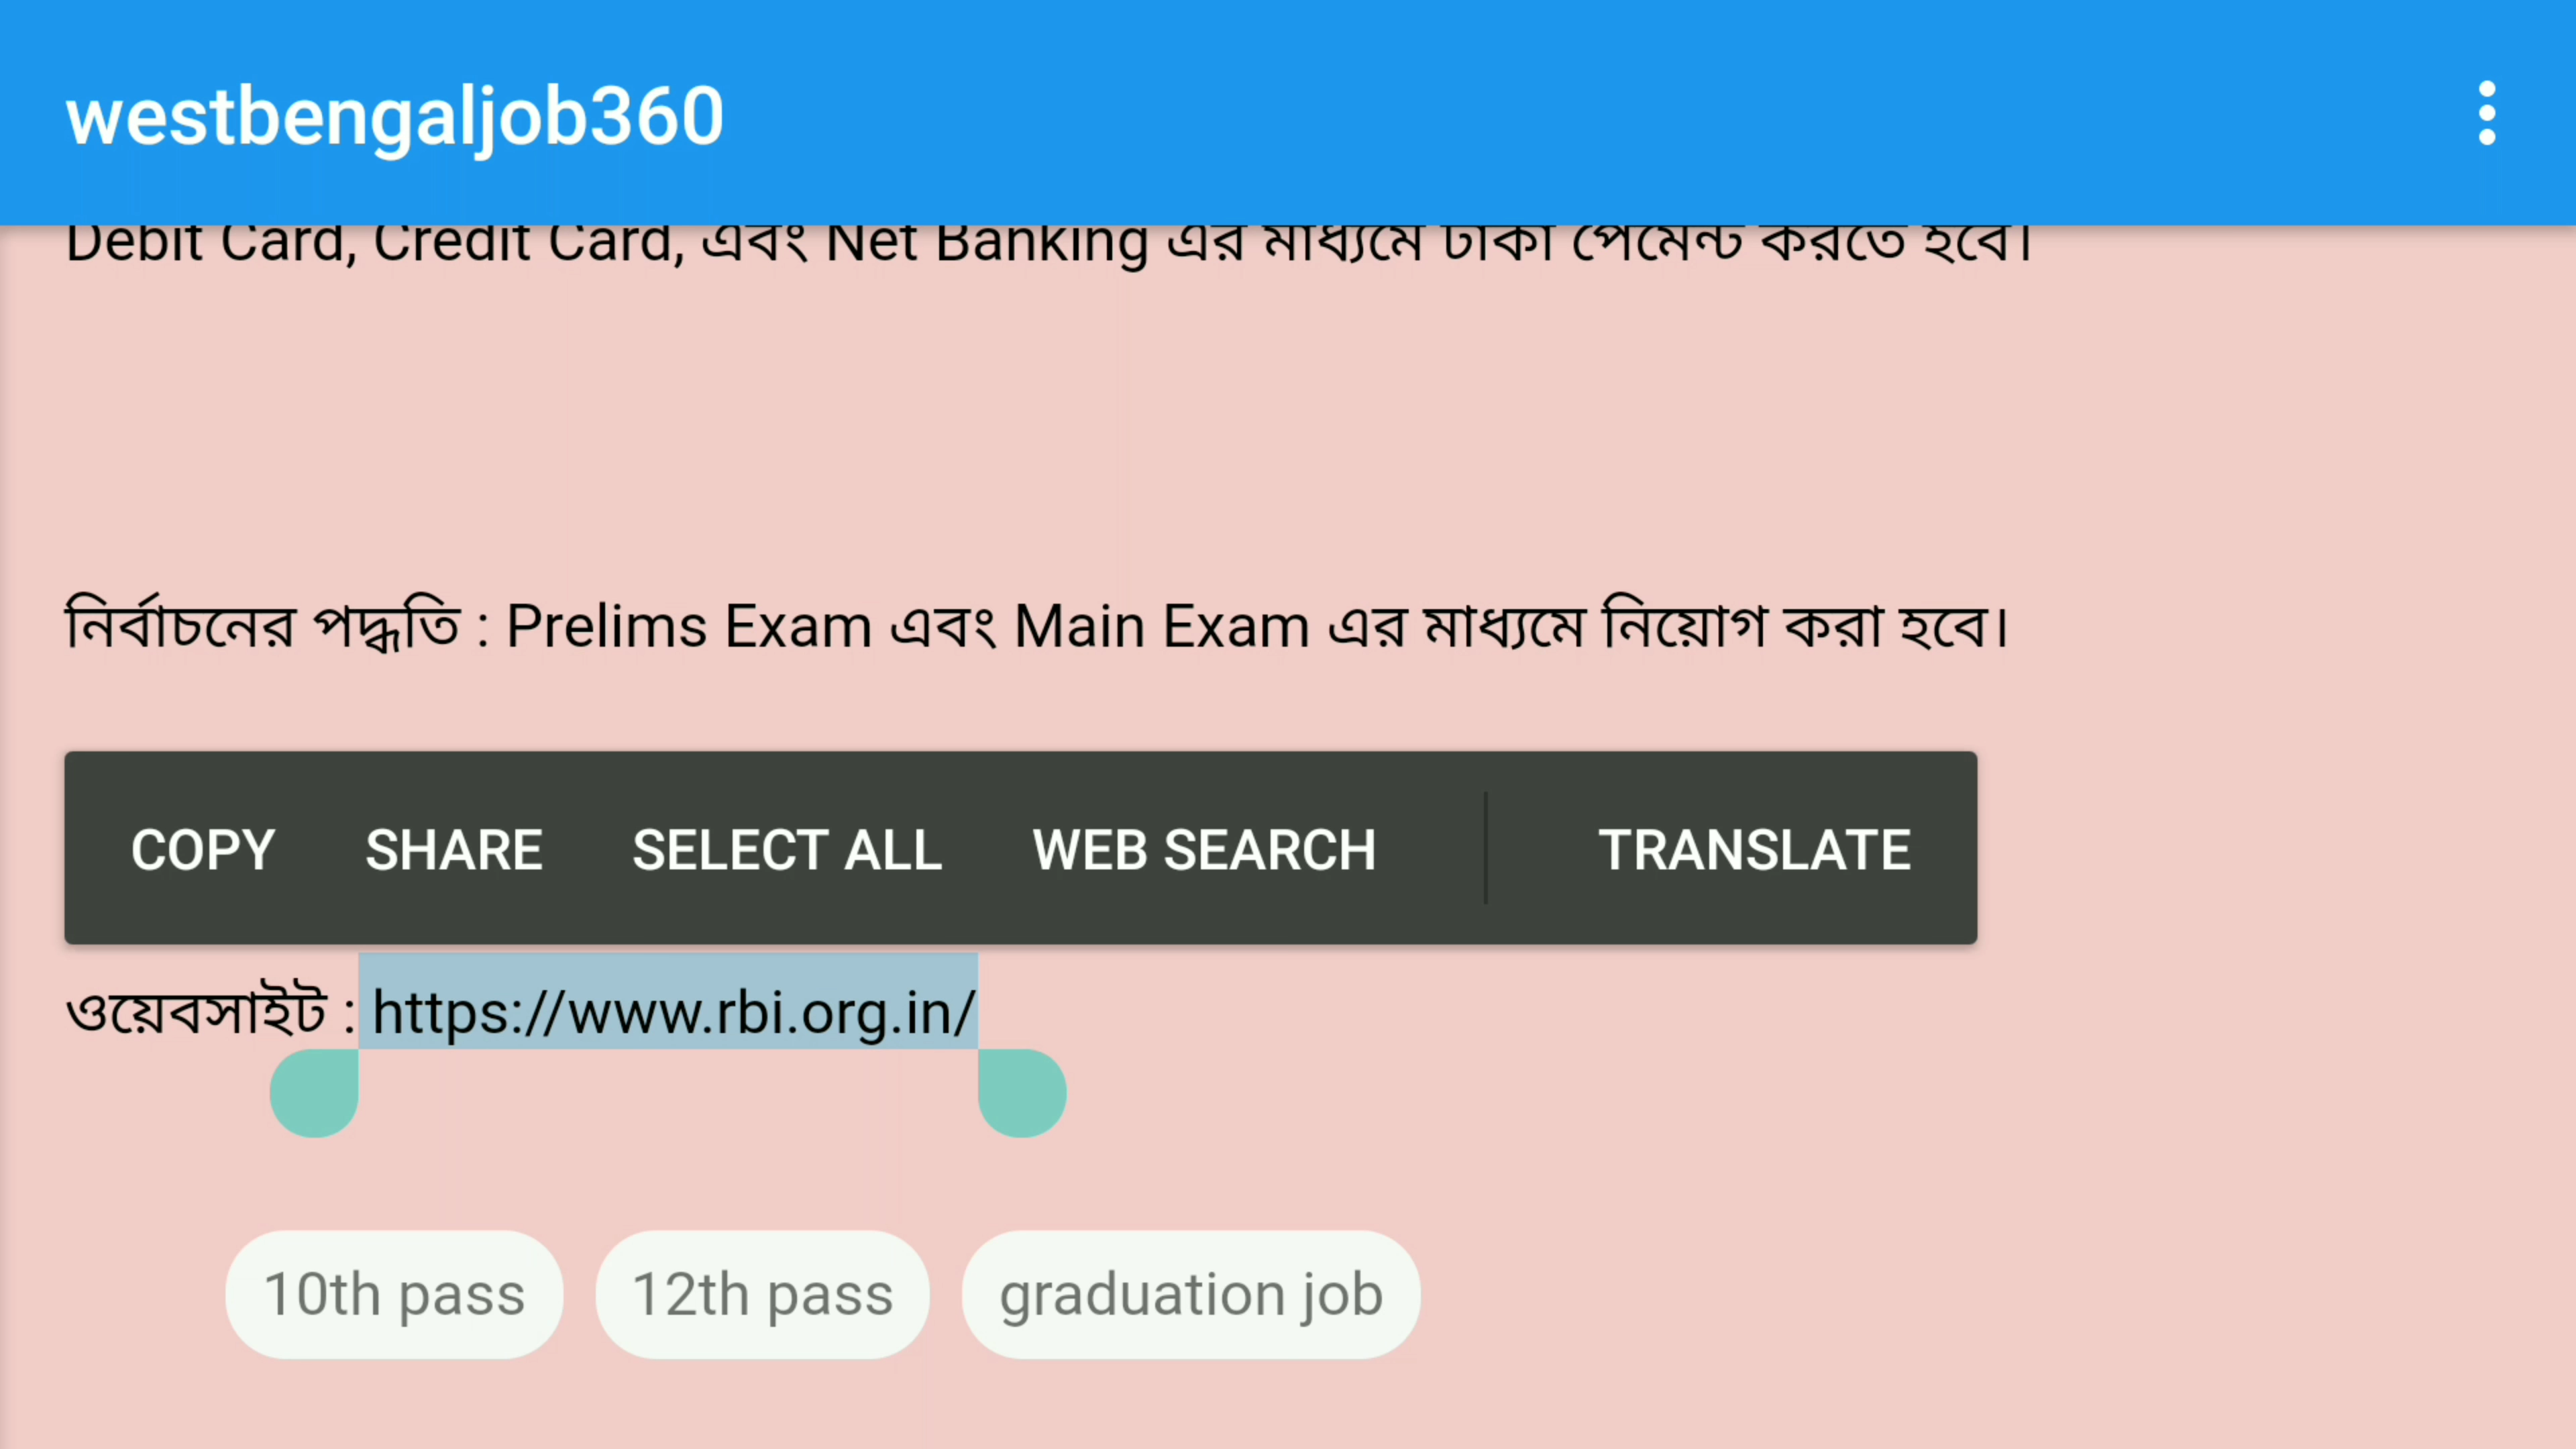 westbengaljob360
Debit Card, Credit Card, এবং Net Banking এর মাধ্যমে টাকা পেমেন্ট করতে হবে।
নির্বাচনের পদ্ধতি : Prelims Exam এবং Main Exam এর মাধ্যমে নিয়োগ করা হবে।
COPY SHARE SELECT ALL WEB SEARCH TRANSLATE
ওয়েবসাইট : https://www.rbi.org.in/
10th pass 12th pass graduation job